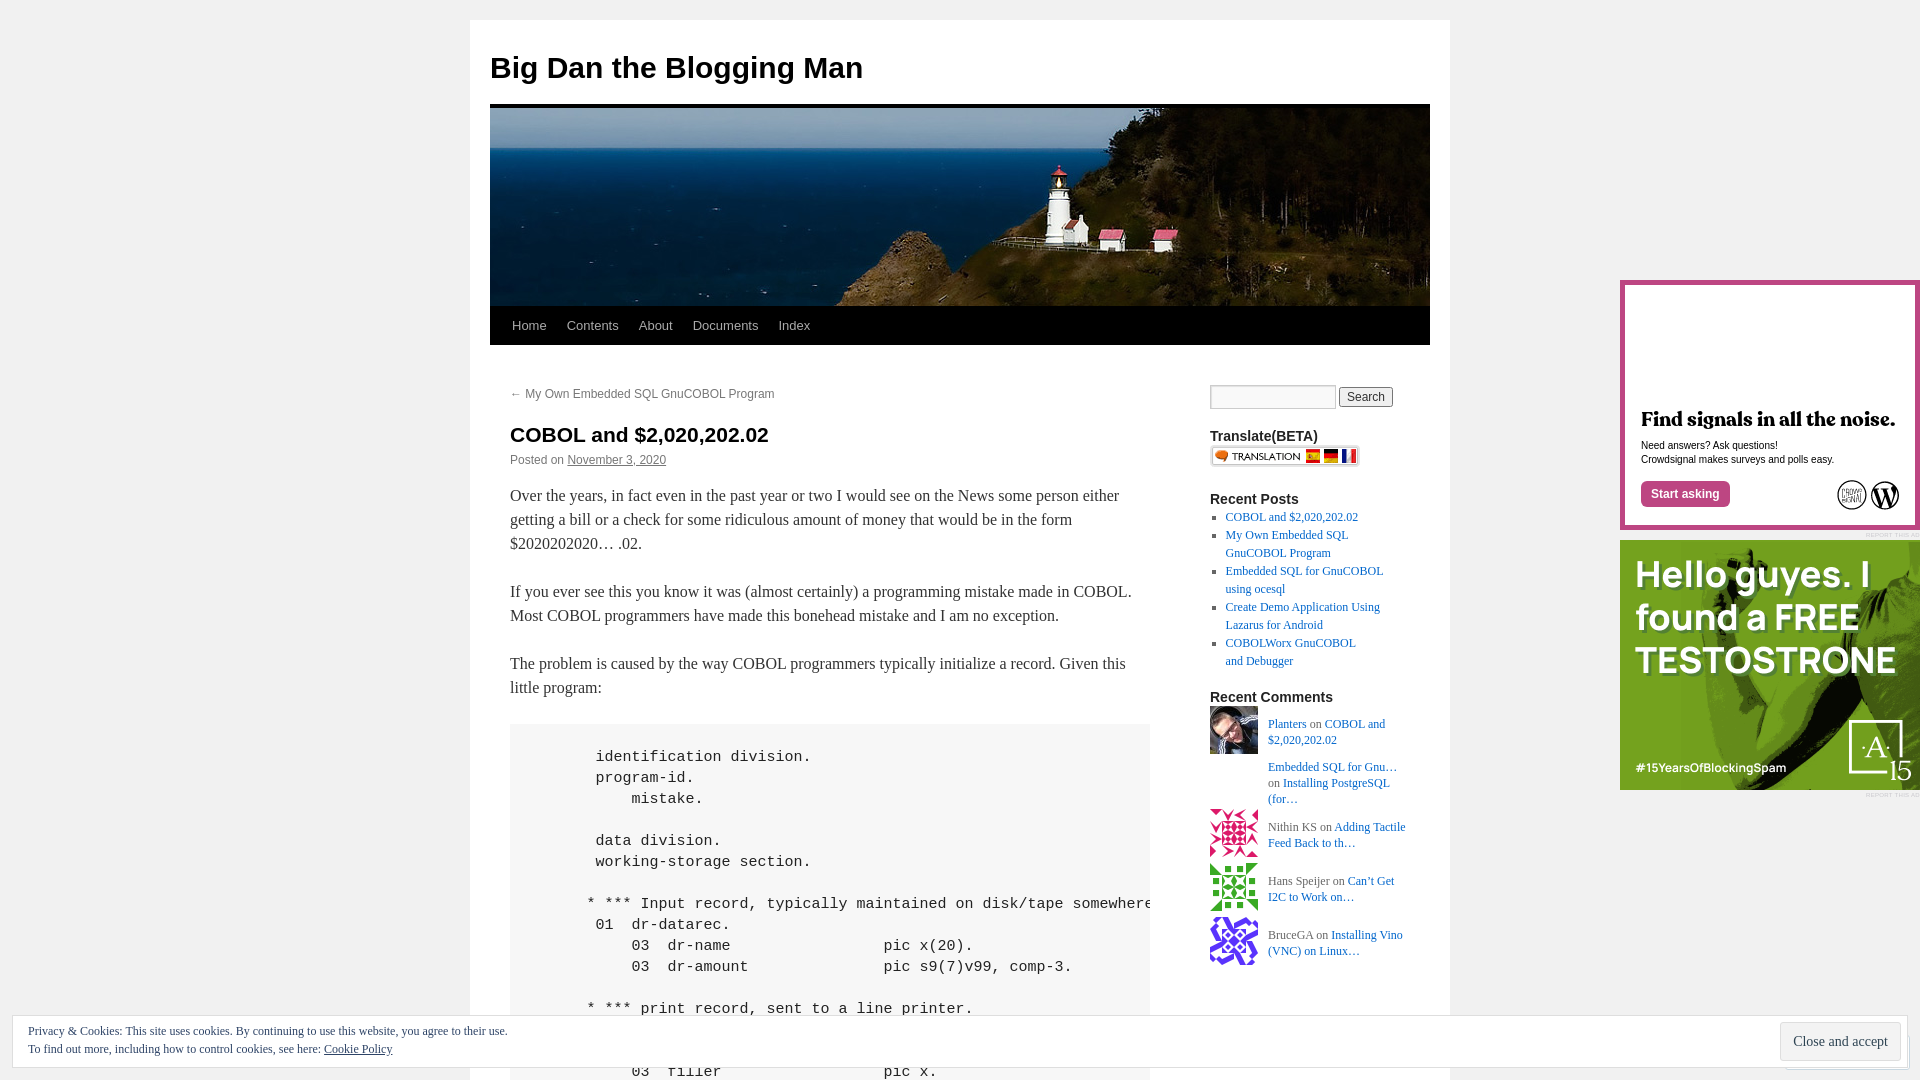 Big Dan the Blogging Man
Home Contents About Documents Index
← My Own Embedded SQL GnuCOBOL Program
COBOL and $2,020,202.02
Posted on November 3, 2020
Over the years, in fact even in the past year or two I would see on the News some person either
getting a bill or a check for some ridiculous amount of money that would be in the form
$2020202020… .02.
If you ever see this you know it was (almost certainly) a programming mistake made in COBOL.
Most COBOL programmers have made this bonehead mistake and I am no exception.
The problem is caused by the way COBOL programmers typically initialize a record. Given this
little program:
identification division.
program-id.
mistake.
data division.
working-storage section.
* *** Input record, typically maintained on disk/tape somewhere
01  dr-datarec.
03  dr-name                 pic x(20).
03  dr-amount               pic s9(7)v99, comp-3.
* *** print record, sent to a line printer.
03  filler                  pic x.
Search
Translate(BETA)
TRANSLATION
Recent Posts
COBOL and $2,020,202.02
My Own Embedded SQL
GnuCOBOL Program
Embedded SQL for GnuCOBOL
using ocesql
Create Demo Application Using
Lazarus for Android
COBOLWorx GnuCOBOL
and Debugger
Recent Comments
Planters on COBOL and
$2,020,202.02
Embedded SQL for Gnu…
on Installing PostgreSQL
(for…
Nithin KS on Adding Tactile
Feed Back to th…
Hans Speijer on Can’t Get
I2C to Work on…
BruceGA on Installing Vino
(VNC) on Linux…
Find signals in all the noise.
Need answers? Ask questions!
Crowdsignal makes surveys and polls easy.
Start asking
CROWD
SIGNAL
REPORT THIS AD
Hello guyes. I
found a FREE
TESTOSTRONE
#15YearsOfBlockingSpam
·A·
15
REPORT THIS AD
Privacy & Cookies: This site uses cookies. By continuing to use this website, you agree to their use.
To find out more, including how to control cookies, see here: Cookie Policy
Close and accept